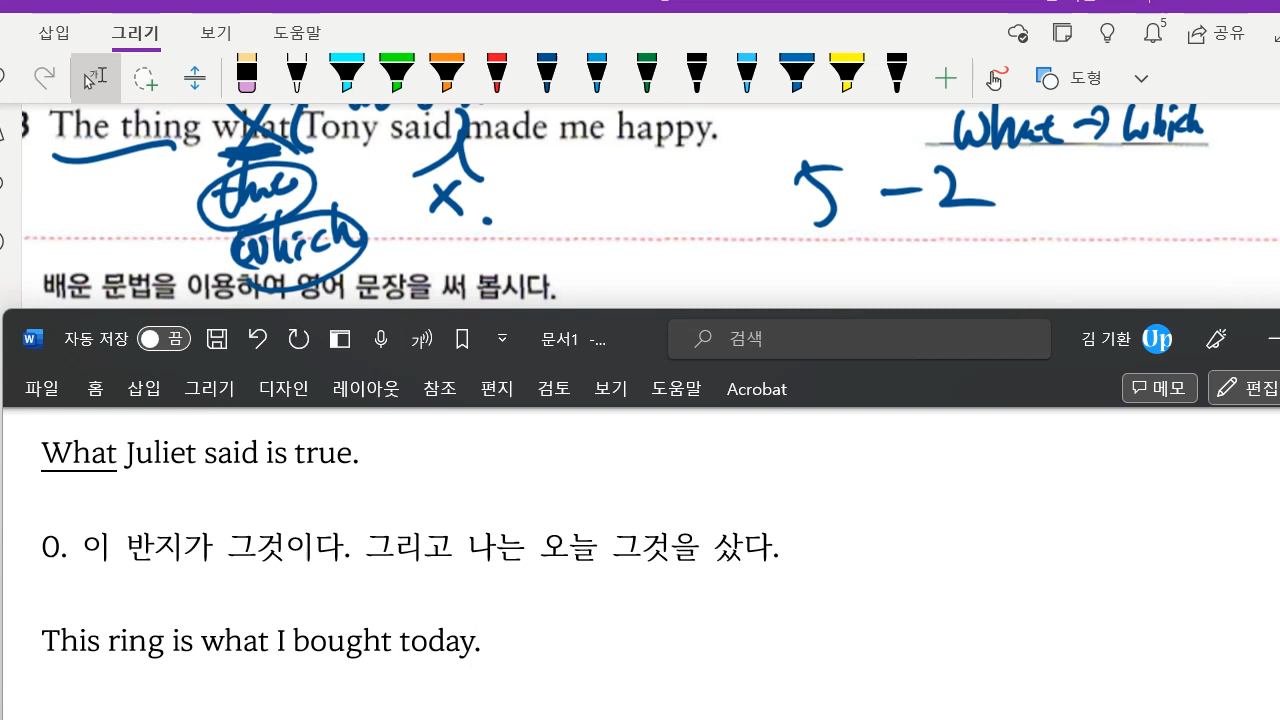 삽입 그리기 보기 도움말 5 공유
도형
3 The thing what Tony said made me happy. What → which
the x. 5 - 2
which
배운 문법을 이용하여 영어 문장을 써 봅시다.
자동 저장 끔 가 문서1 -... 검색 김 기환 Up
파일 홈 삽입 그리기 디자인 레이아웃 참조 편지 검토 보기 도움말 Acrobat 메모 편집
What Juliet said is true.
0. 이 반지가 그것이다. 그리고 나는 오늘 그것을 샀다.
This ring is what I bought today.